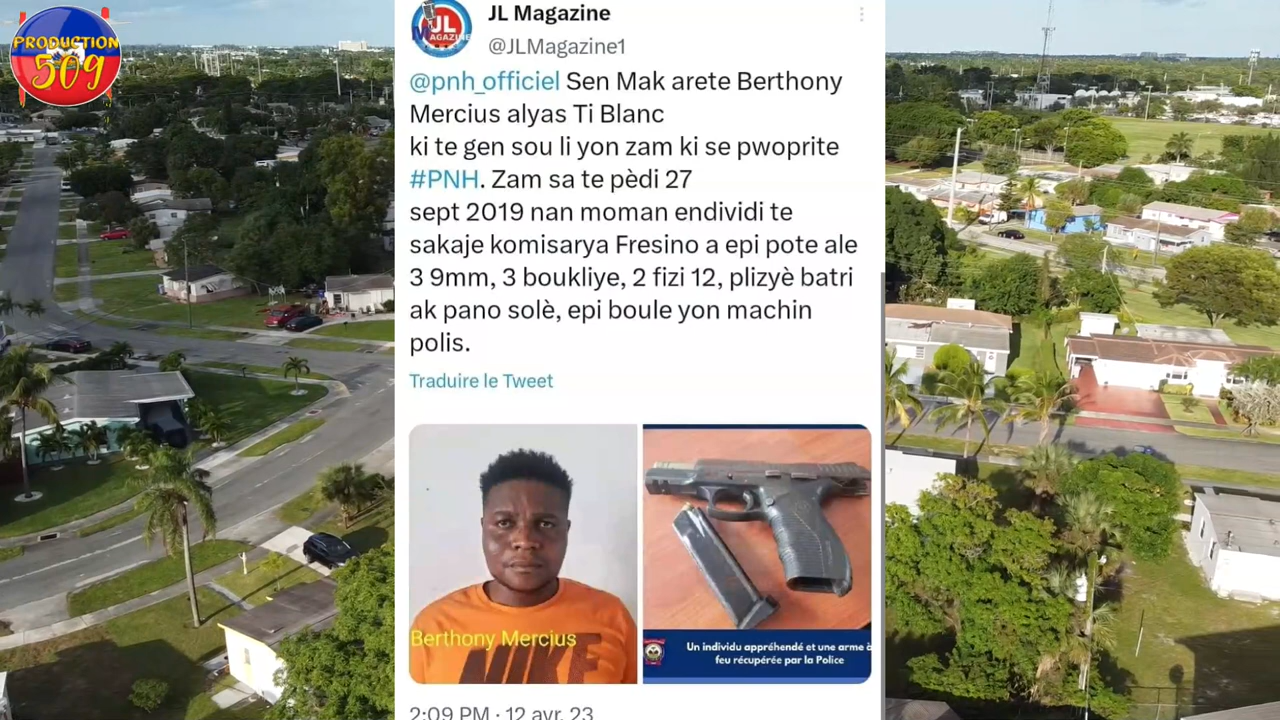 PRODUCTION
509
JL
MAGAZINE
JL Magazine
@JLMagazine1
@pnh_officiel Sen Mak arete Berthony
Mercius alyas Ti Blanc
ki te gen sou li yon zam ki se pwoprite
#PNH. Zam sa te pèdi 27
sept 2019 nan moman endividi te
sakaje komisarya Fresino a epi pote ale
3 9mm, 3 boukliye, 2 fizi 12, plizyè batri
ak pano solè, epi boule yon machin
polis.
Traduire le Tweet
Berthony Mercius
NIKE
Un individu appréhendé et une arme à
feu récupérée par la Police
2:09 PM · 12 avr. 23